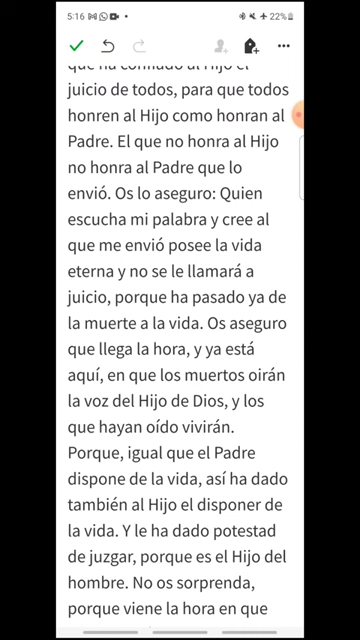 5:16
22%
que ha confiado al Hijo el
juicio de todos, para que todos
honren al Hijo como honran al
Padre. El que no honra al Hijo
no honra al Padre que lo
envió. Os lo aseguro: Quien
escucha mi palabra y cree al
que me envió posee la vida
eterna y no se le llamará a
juicio, porque ha pasado ya de
la muerte a la vida. Os aseguro
que llega la hora, y ya está
aquí, en que los muertos oirán
la voz del Hijo de Dios, y los
que hayan oído vivirán.
Porque, igual que el Padre
dispone de la vida, así ha dado
también al Hijo el disponer de
la vida. Y le ha dado potestad
de juzgar, porque es el Hijo del
hombre. No os sorprenda,
porque viene la hora en que